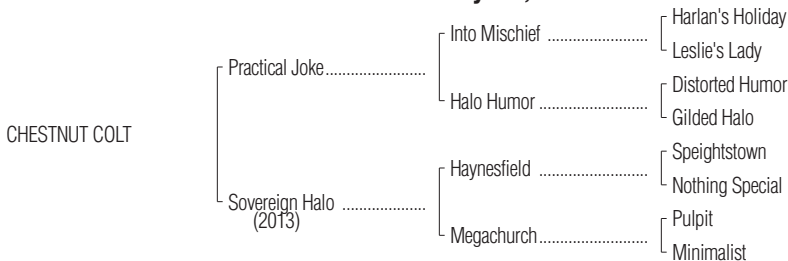 Harlan's Holiday
Into Mischief ........................
Leslie's Lady
Practical Joke........................
Distorted Humor
Halo Humor ........................
Gilded Halo
CHESTNUT COLT
Speightstown
Haynesfield ........................
Nothing Special
Sovereign Halo ....................
(2013)
Pulpit
Megachurch........................
Minimalist